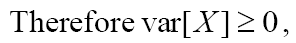 Therefore var[X] ≥ 0,